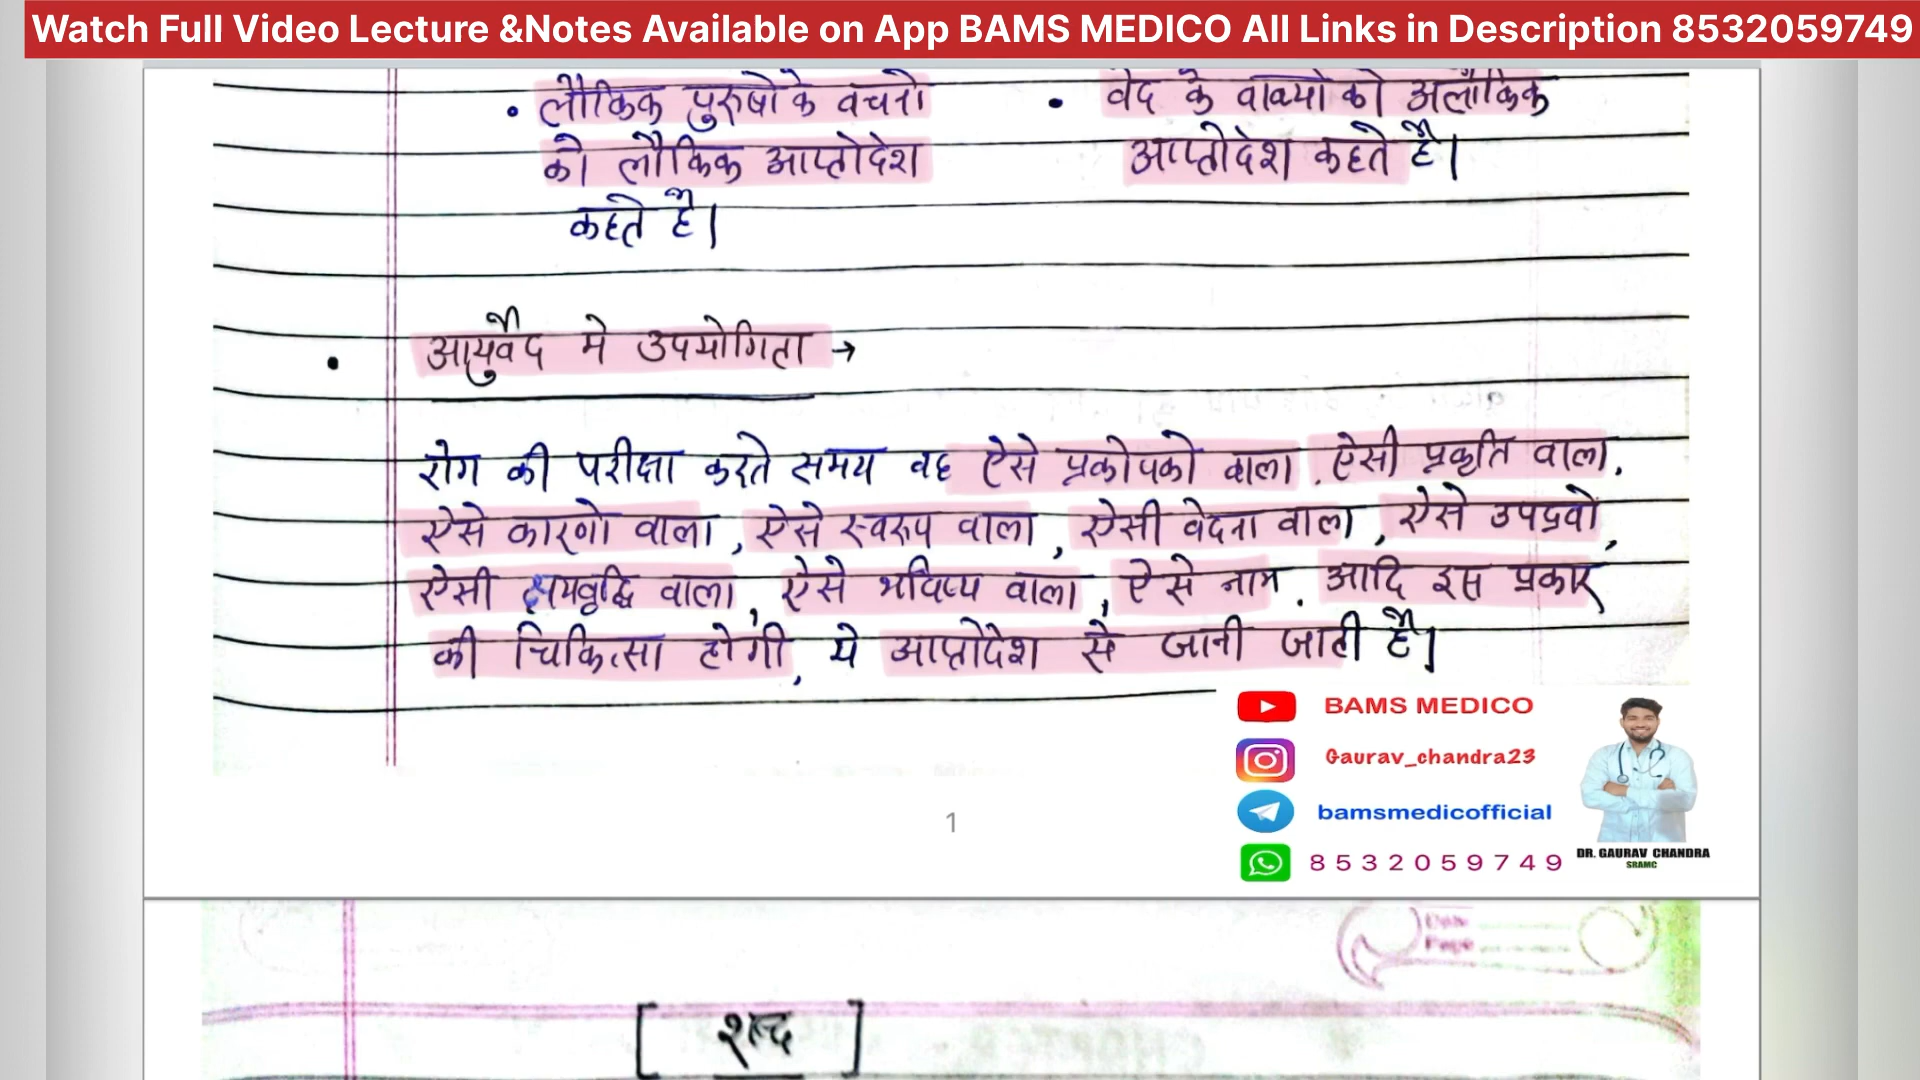 Watch Full Video Lecture &Notes Available on App BAMS MEDICO All Links in Description 8532059749
• लौकिक पुरुषो के वचनो
को लौकिक आप्तोदेश
कहते है।
• वेद के वाक्यो को अलौकिक
आप्तोदेश कहते है।
• आयुर्वेद मे उपयोगिता →
रोग की परीक्षा करते समय वह ऐसे प्रकोपको वाला, ऐसी प्रकृति वाला,
ऐसे कारणो वाला, ऐसे स्वरुप वाला, ऐसी वेदना वाला, ऐसे उपद्रवो,
ऐसी क्षयवृद्धि वाला, ऐसे भविष्य वाला, ऐसे नाम, आदि इस प्रकार
की चिकित्सा होगी, ये आप्तोदेश से जानी जाती है।
BAMS MEDICO
Gaurav_chandra23
bamsmedicofficial
8532059749
DR. GAURAV CHANDRA
SRAMC
1
Date
Page
[ शब्द ]